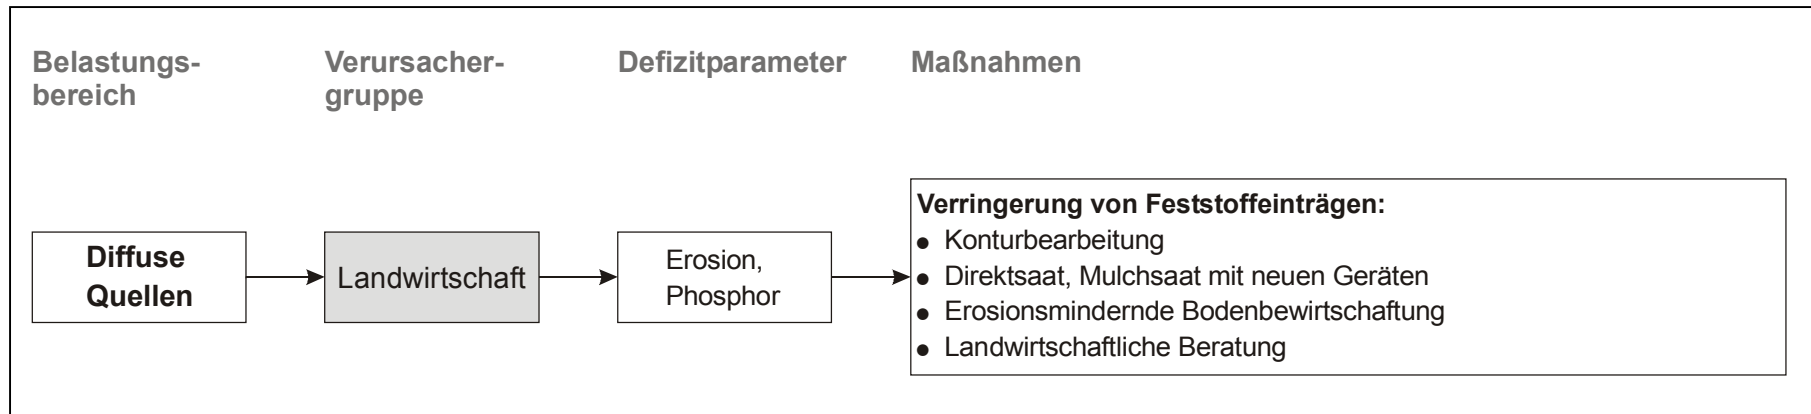 Belastungs-
bereich
Verursacher-
gruppe
Defizitparameter
Maßnahmen
Diffuse
Quellen
Landwirtschaft
Erosion,
Phosphor
Verringerung von Feststoffeinträgen:
● Konturbearbeitung
● Direktsaat, Mulchsaat mit neuen Geräten
● Erosionsmindernde Bodenbewirtschaftung
● Landwirtschaftliche Beratung